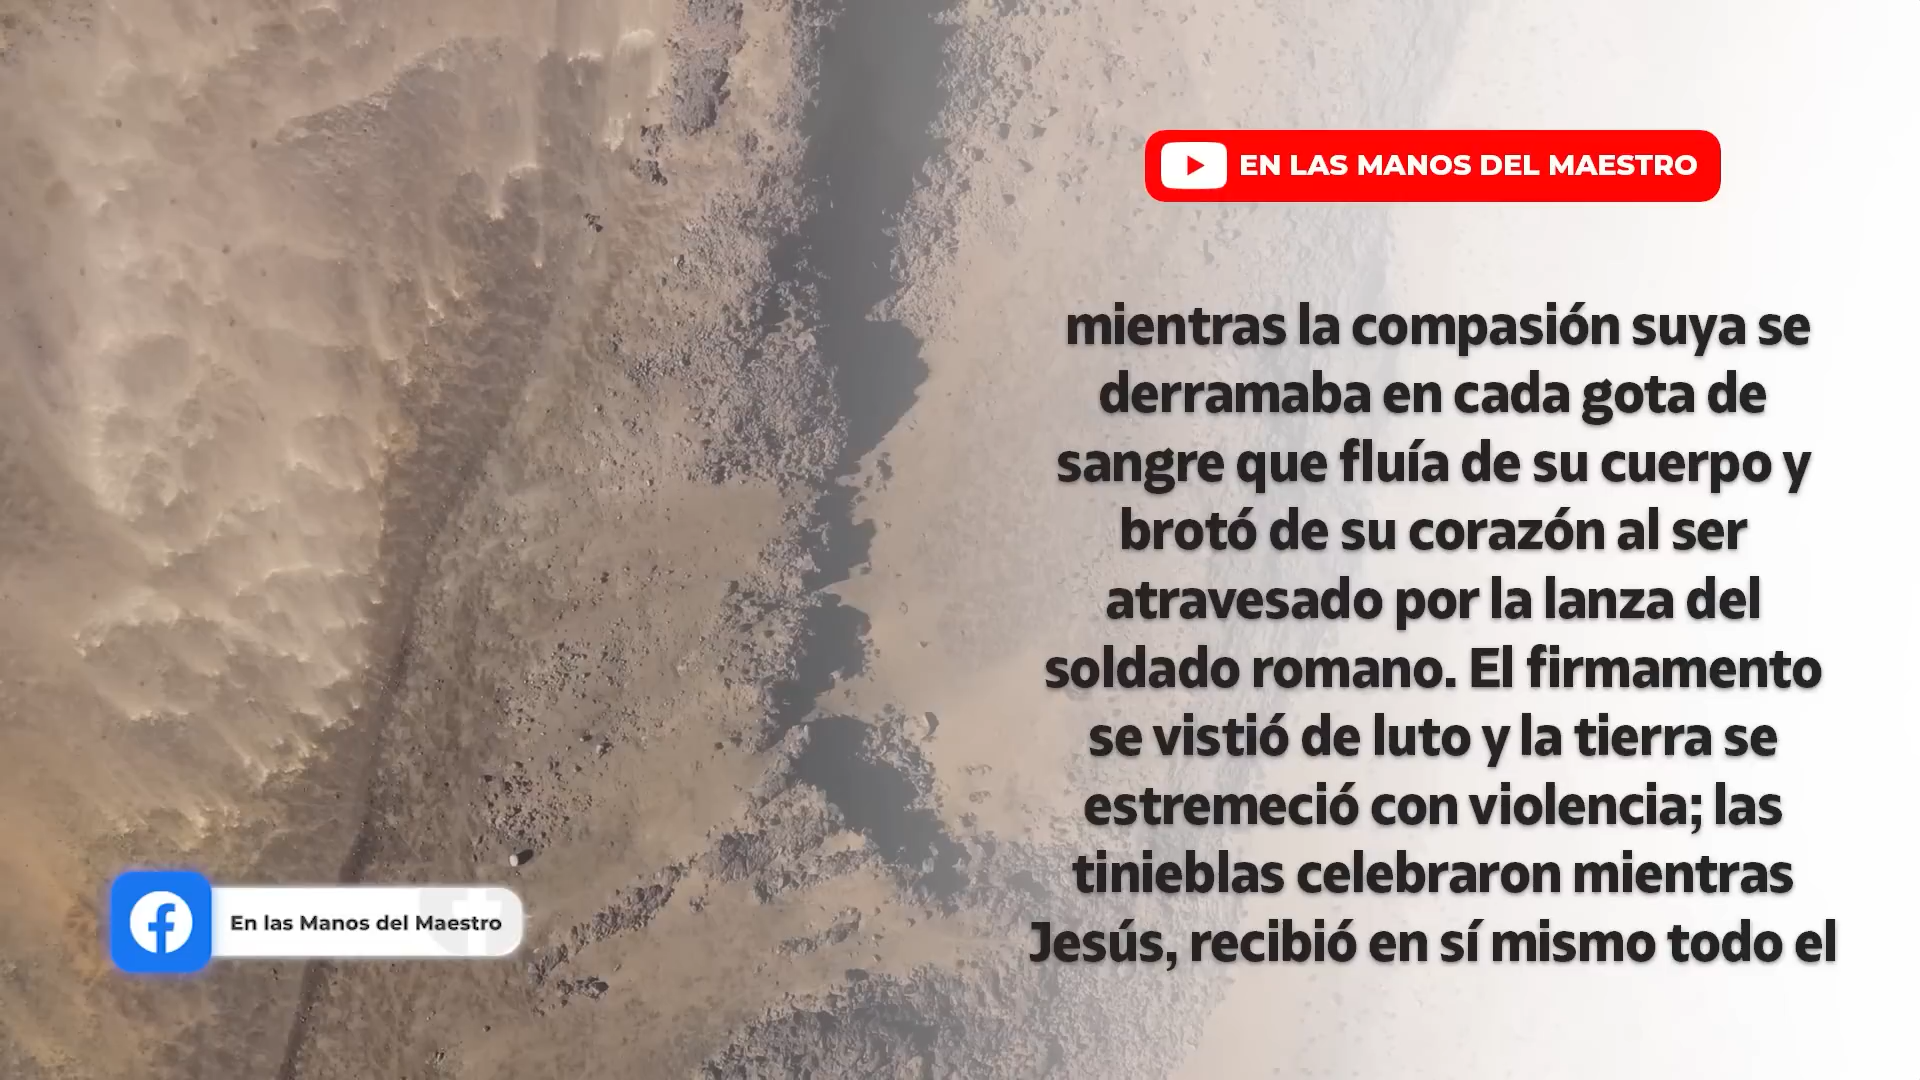 EN LAS MANOS DEL MAESTRO
mientras la compasión suya se
derramaba en cada gota de
sangre que fluía de su cuerpo y
brotó de su corazón al ser
atravesado por la lanza del
soldado romano. El firmamento
se vistió de luto y la tierra se
estremeció con violencia; las
tinieblas celebraron mientras
Jesús, recibió en sí mismo todo el
En las Manos del Maestro